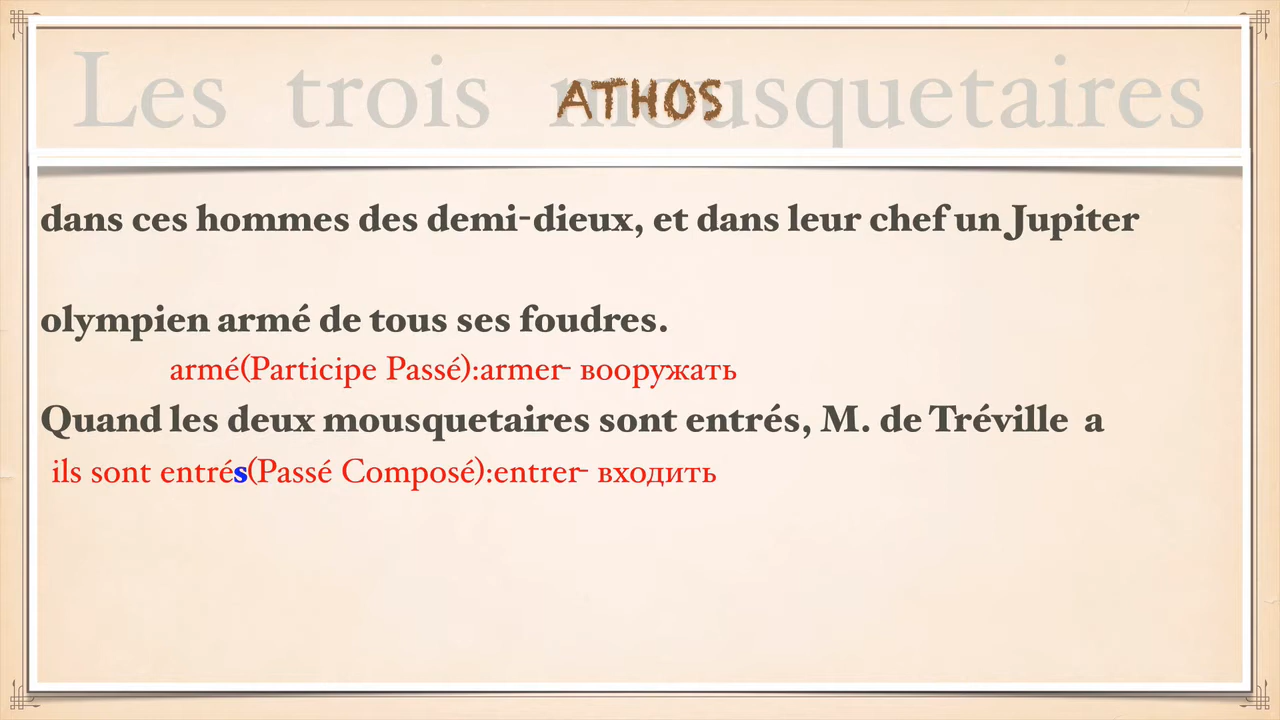 Les trois mousquetaires
ATHOS
dans ces hommes des demi-dieux, et dans leur chef un Jupiter
olympien armé de tous ses foudres.
armé(Participe Passé):armer- вооружать
Quand les deux mousquetaires sont entrés, M. de Tréville a
ils sont entrés(Passé Composé):entrer- входить